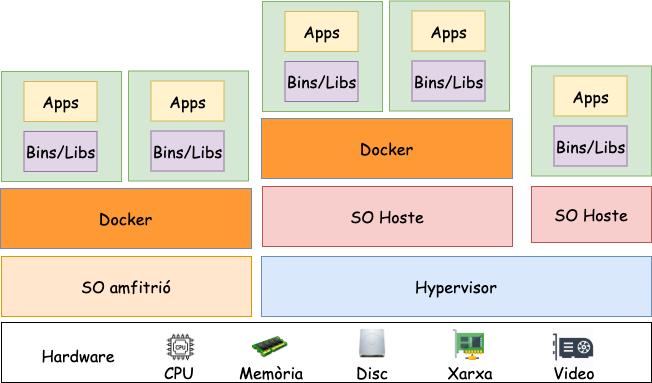 Apps
Bins/Libs
Apps
Bins/Libs
Docker
SO amfitrió
Apps
Bins/Libs
Apps
Bins/Libs
Docker
SO Hoste
Apps
Bins/Libs
SO Hoste
Hypervisor
Hardware
CPU
CPU
Memòria
Disc
Xarxa
Video